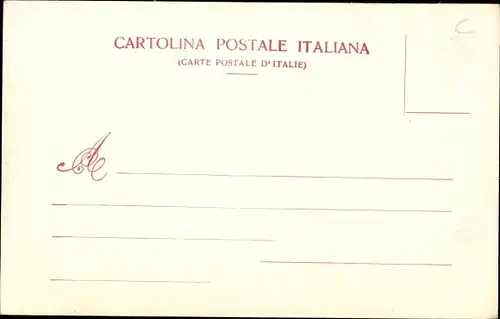 CARTOLINA POSTALE ITALIANA
(CARTE POSTALE D'ITALIE)
C
A